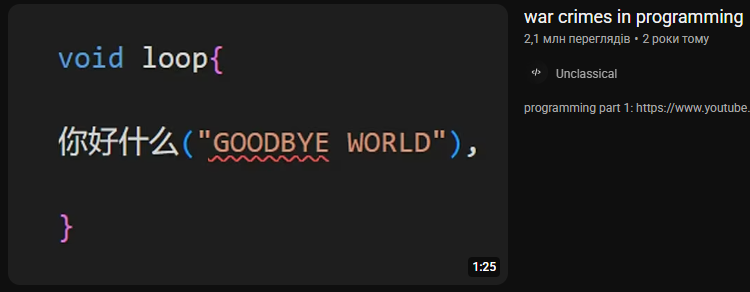 void loop{
你好什么("GOODBYE WORLD"),
}
1:25
war crimes in programming
2,1 млн переглядів • 2 роки тому
Unclassical
programming part 1: https://www.youtube.